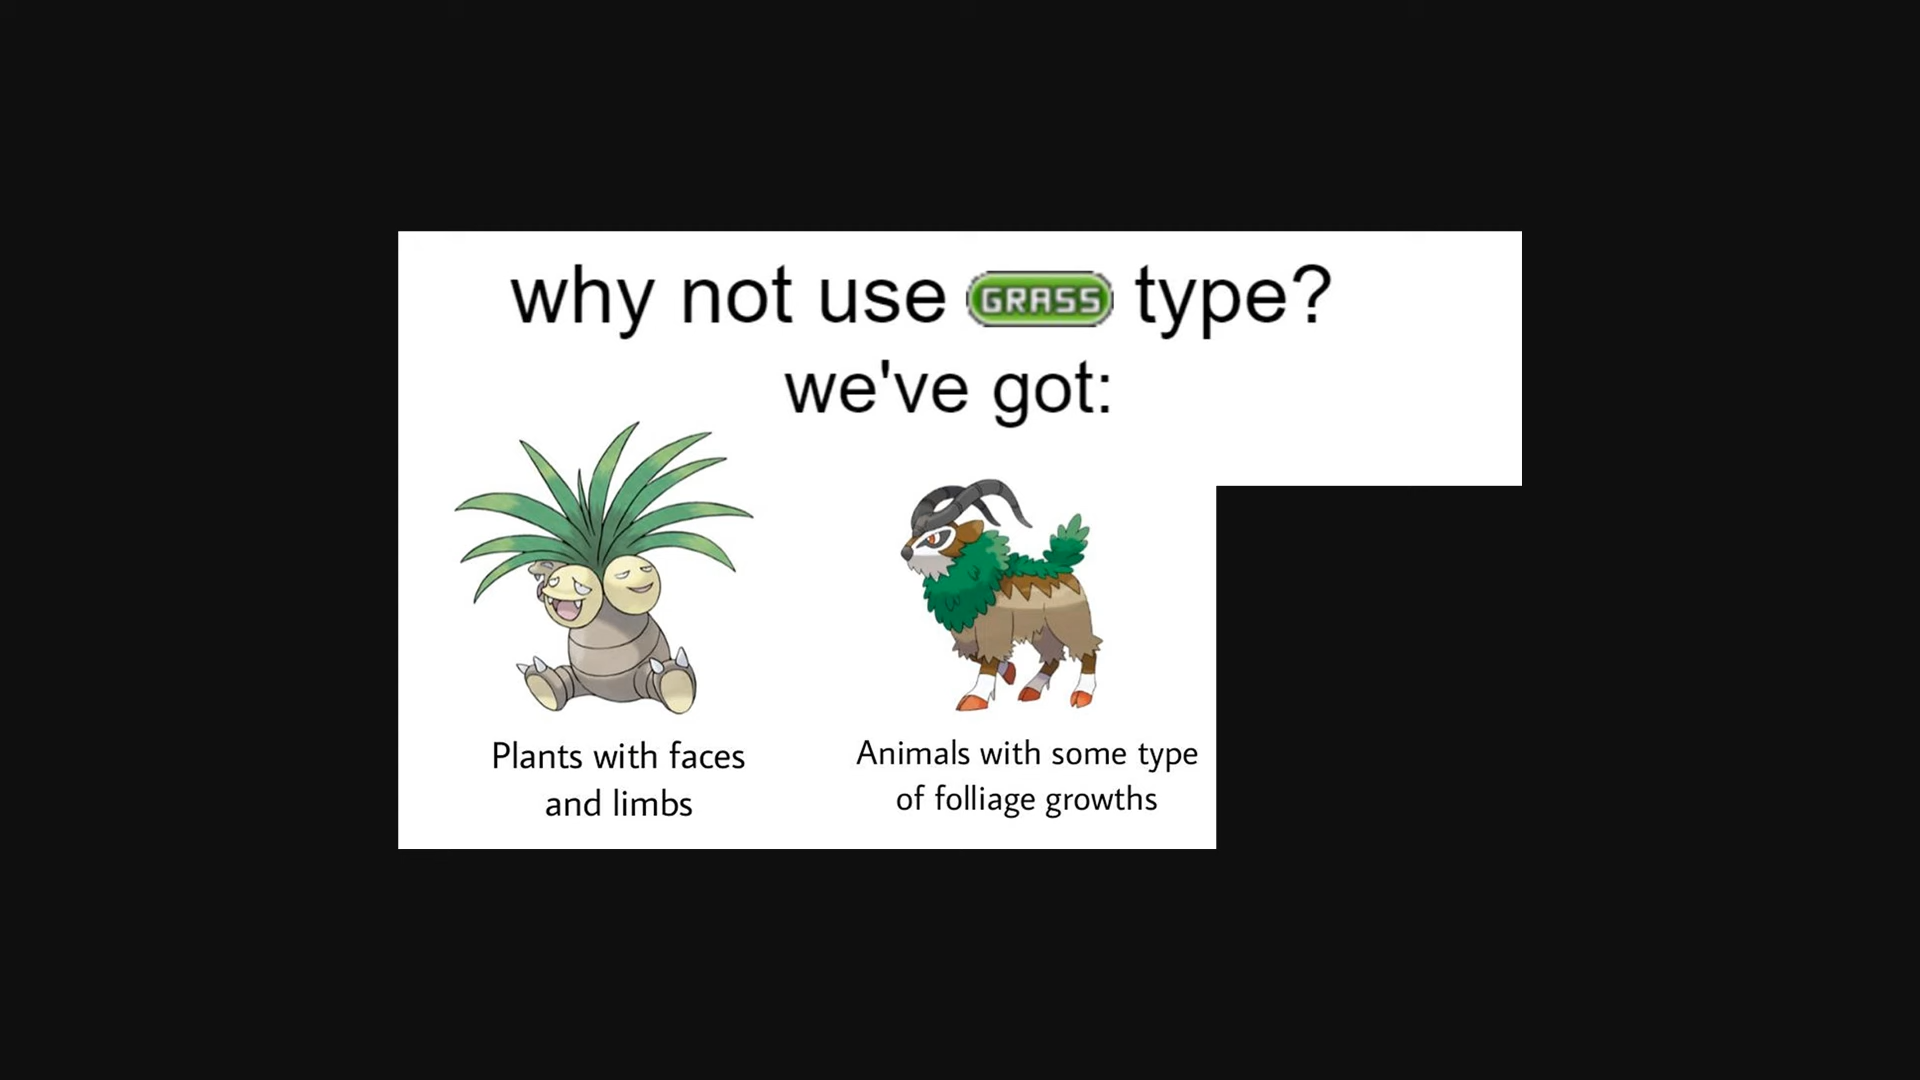 why not use GRASS type?
we've got:
Plants with faces
and limbs
Animals with some type
of folliage growths